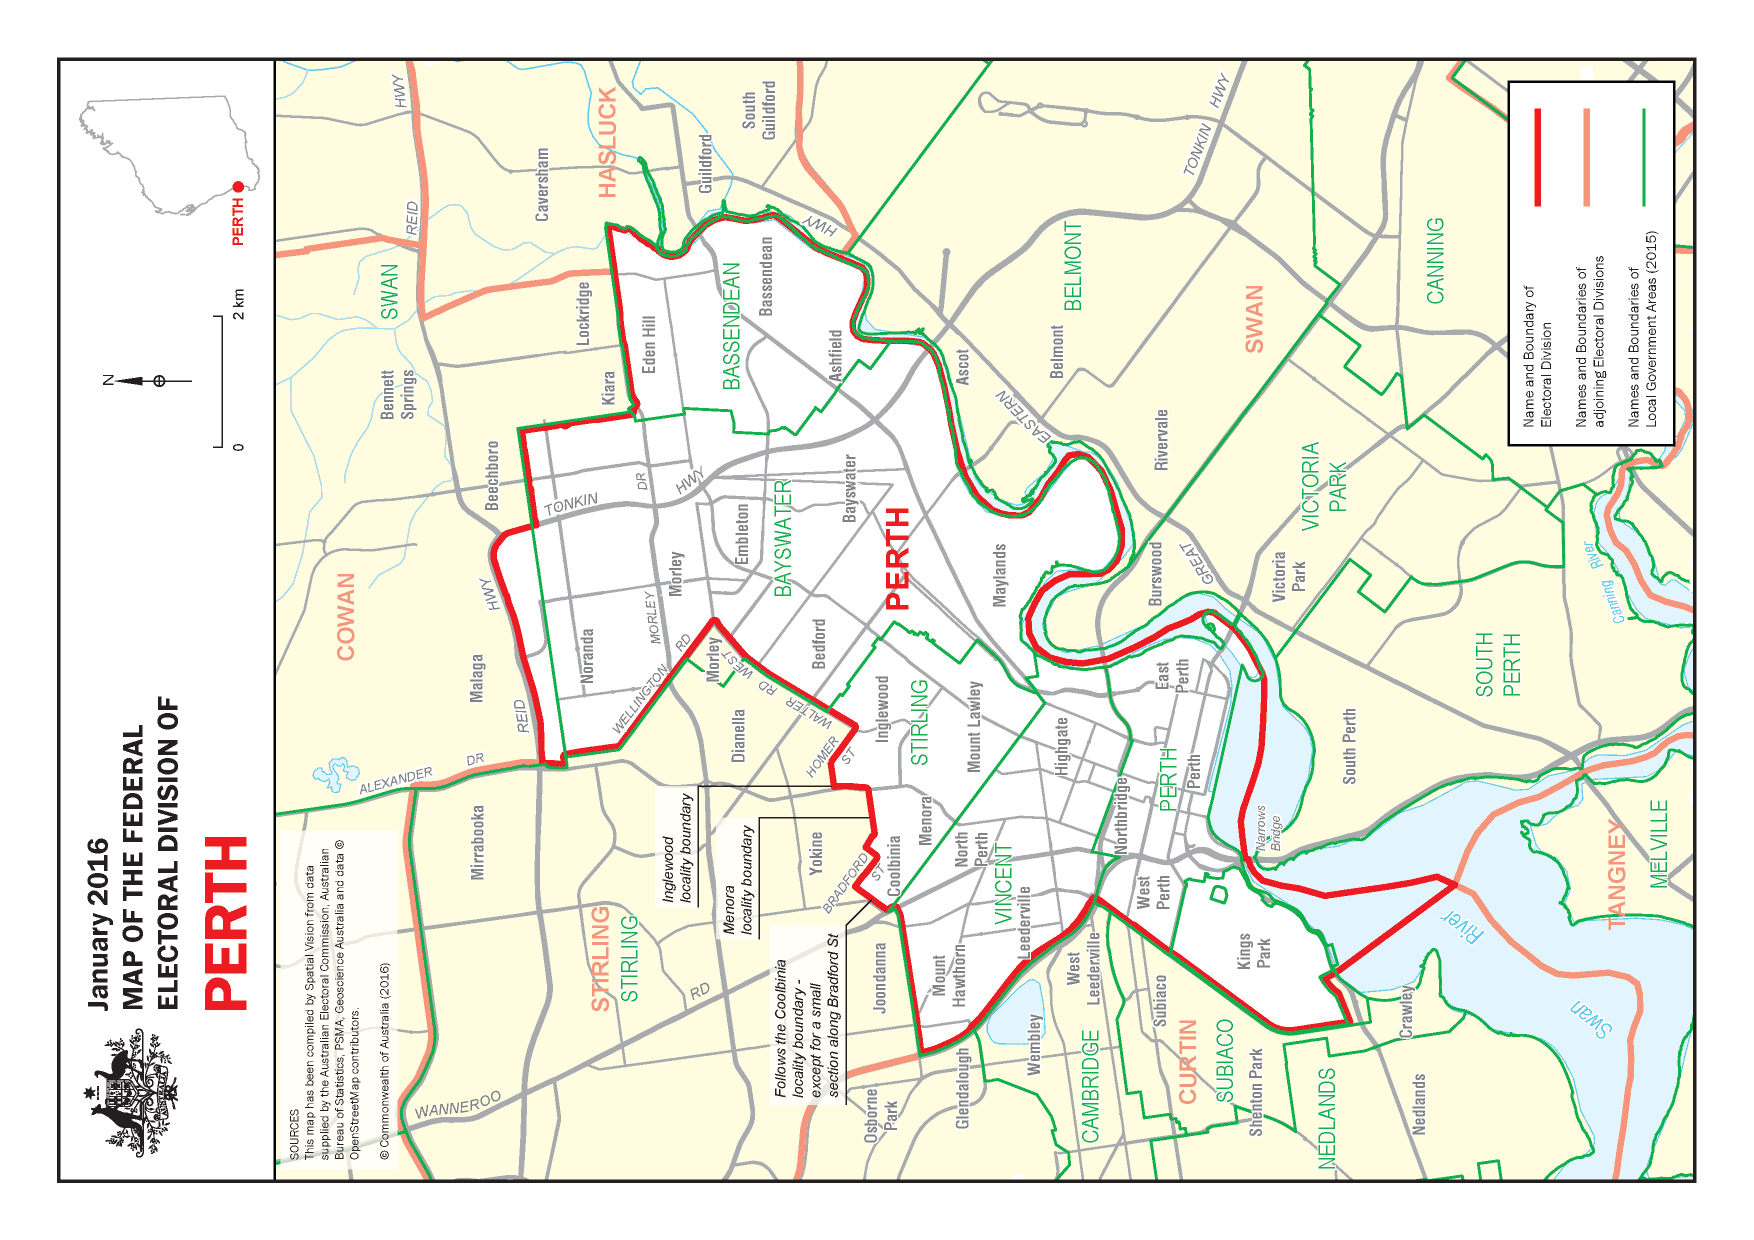 January 2016
MAP OF THE FEDERAL
ELECTORAL DIVISION OF
PERTH
N
0
2 km
PERTH
SOURCES
This map has been compiled by Spatial Vision from data
supplied by the Australian Electoral Commission, Australian
Bureau of Statistics, PSMA, Geoscience Australia and data ©
OpenStreetMap contributors.
© Commonwealth of Australia (2016)
Name and Boundary of
Electoral Division
Names and Boundaries of
adjoining Electoral Divisions
Names and Boundaries of
Local Government Areas (2015)
Inglewood
locality boundary
Menora
locality boundary
Follows the Coolbinia
locality boundary -
except for a small
section along Bradford St
COWAN
HASLUCK
SWAN
Bennett
Springs
Caversham
Guildford
South
Guildford
REID
HWY
HWY
Lockridge
Kiara
Eden Hill
BASSENDEAN
Bassendean
Ashfield
HWY
Beechboro
Malaga
REID
HWY
TONKIN
HWY
MORLEY
DR
Noranda
Morley
Embleton
BAYSWATER
Bayswater
PERTH
Maylands
Bedford
Morley
WELLINGTON
RD
WALTER
RD
WEST
Dianella
HOMER
ST
ALEXANDER
DR
Mirrabooka
Yokine
BRADFORD
ST
Coolbinia
Menora
Inglewood
STIRLING
Mount Lawley
STIRLING
STIRLING
WANNEROO
RD
Joondanna
Osborne
Park
Glendalough
Mount
Hawthorn
North
Perth
VINCENT
Leederville
Highgate
Northbridge
East
Perth
PERTH
Perth
West
Perth
Kings
Park
West
Leederville
Wembley
CAMBRIDGE
Subiaco
CURTIN
SUBIACO
Shenton Park
NEDLANDS
Nedlands
Crawley
Narrows
Bridge
Swan
River
TANGNEY
MELVILLE
South Perth
SOUTH
PERTH
Victoria
Park
VICTORIA
PARK
Burswood
GREAT
EASTERN
Rivervale
Ascot
Belmont
BELMONT
SWAN
CANNING
TONKIN
HWY
Canning
River